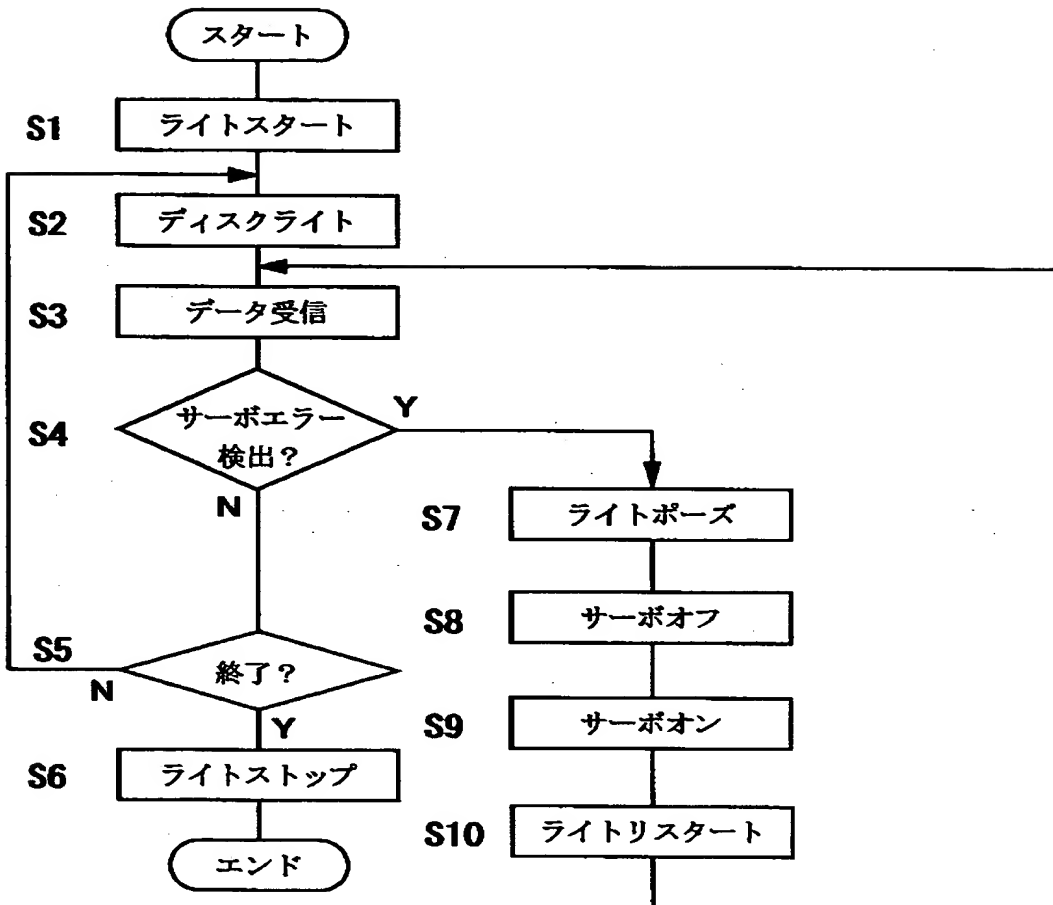 スタート
S1
ライトスタート
S2
ディスクライト
S3
データ受信
S4
サーボエラー
検出？
Y
N
S5
終了？
N
Y
S6
ライトストップ
エンド
S7
ライトポーズ
S8
サーボオフ
S9
サーボオン
S10
ライトリスタート